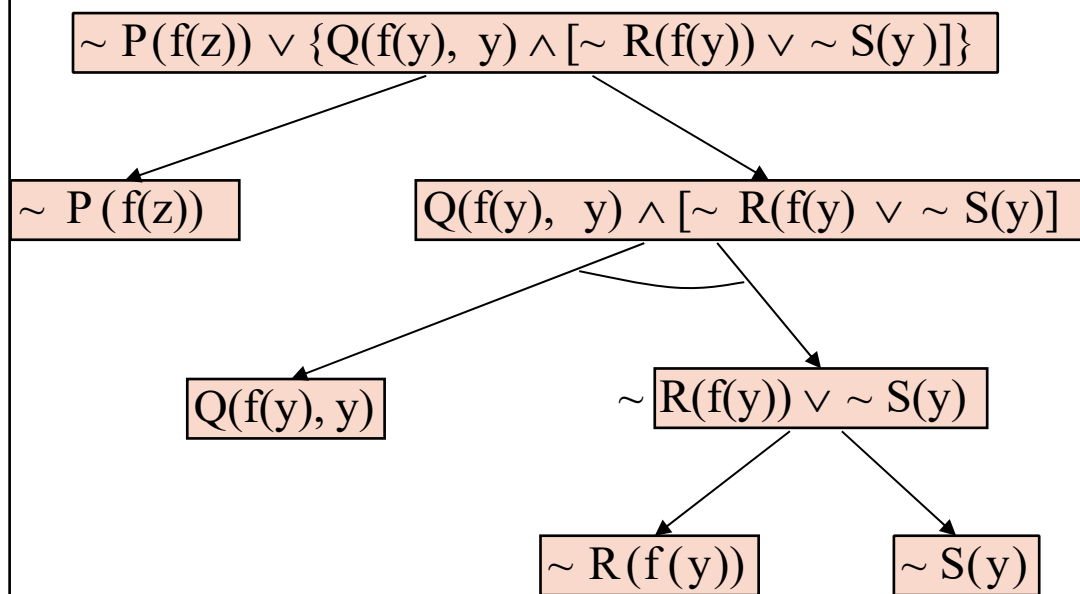 ~ P(f(z)) ∨ {Q(f(y), y) ∧ [~ R(f(y)) ∨ ~ S(y)]}
~ P(f(z))
Q(f(y), y) ∧ [~ R(f(y) ∨ ~ S(y)]
Q(f(y), y)
~ R(f(y)) ∨ ~ S(y)
~ R(f(y))
~ S(y)